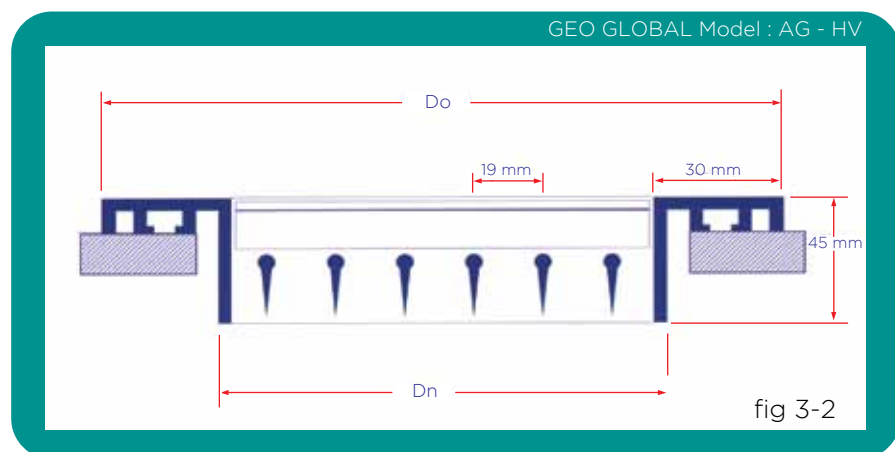 GEO GLOBAL Model : AG - HV
Do
19 mm
30 mm
45 mm
Dn
fig 3-2